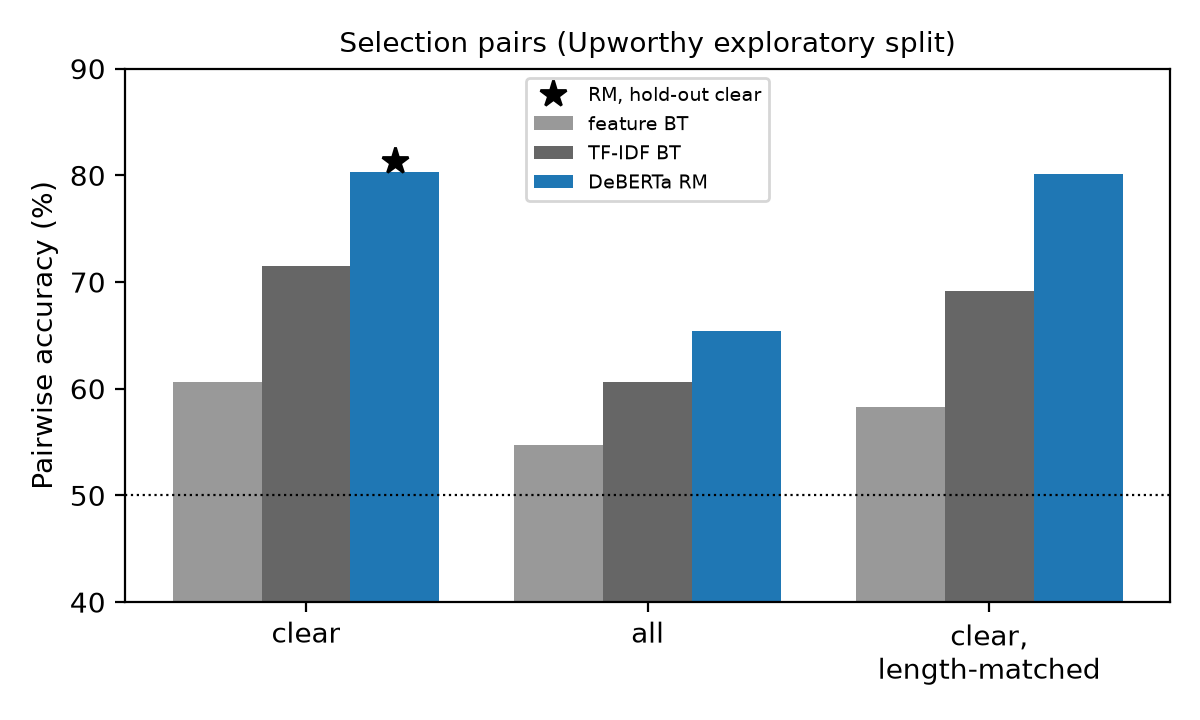 Selection pairs (Upworthy exploratory split)
RM, hold-out clear
feature BT
TF-IDF BT
DeBERTa RM
Pairwise accuracy (%)
90
80
70
60
50
40
clear
all
clear,
length-matched